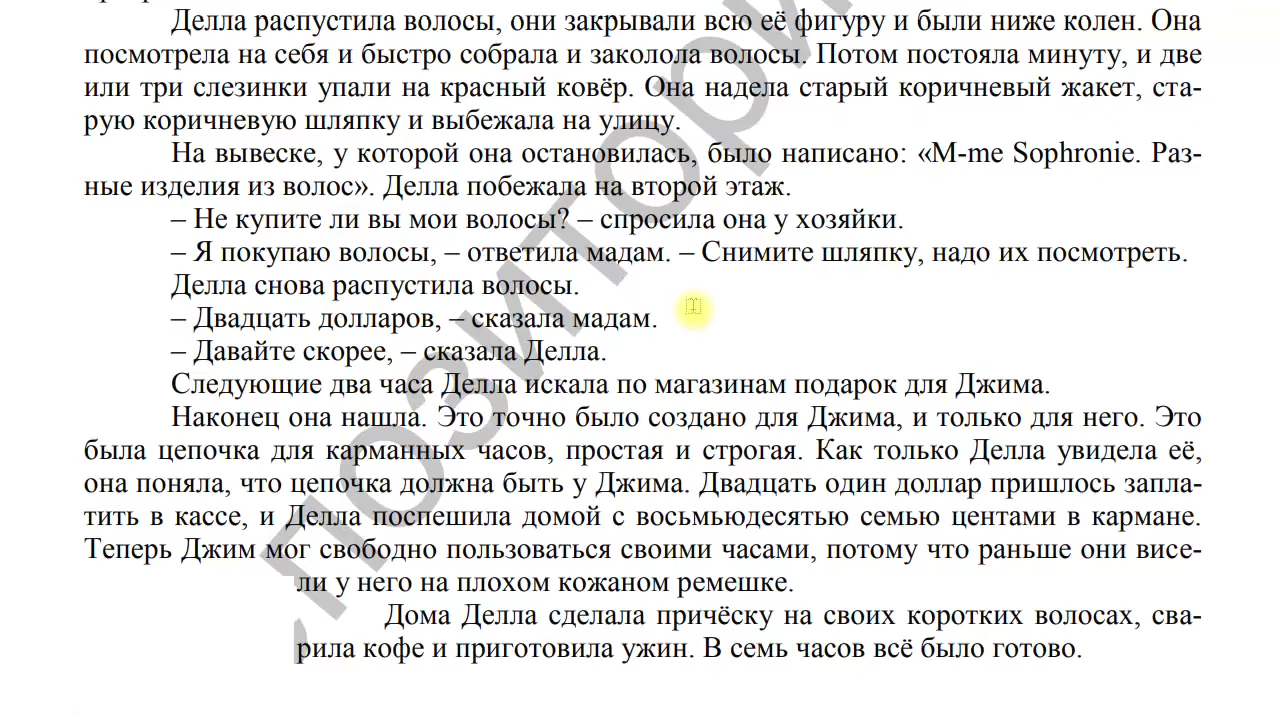 Делла распустила волосы, они закрывали всю её фигуру и были ниже колен. Она
посмотрела на себя и быстро собрала и заколола волосы. Потом постояла минуту, и две
или три слезинки упали на красный ковёр. Она надела старый коричневый жакет, ста-
рую коричневую шляпку и выбежала на улицу.
На вывеске, у которой она остановилась, было написано: «M-me Sophronie. Раз-
ные изделия из волос». Делла побежала на второй этаж.
– Не купите ли вы мои волосы? – спросила она у хозяйки.
– Я покупаю волосы, – ответила мадам. – Снимите шляпку, надо их посмотреть.
Делла снова распустила волосы.
– Двадцать долларов, – сказала мадам.
– Давайте скорее, – сказала Делла.
Следующие два часа Делла искала по магазинам подарок для Джима.
Наконец она нашла. Это точно было создано для Джима, и только для него. Это
была цепочка для карманных часов, простая и строгая. Как только Делла увидела её,
она поняла, что цепочка должна быть у Джима. Двадцать один доллар пришлось запла-
тить в кассе, и Делла поспешила домой с восьмьюдесятью семью центами в кармане.
Теперь Джим мог свободно пользоваться своими часами, потому что раньше они висе-
ли у него на плохом кожаном ремешке.
Дома Делла сделала причёску на своих коротких волосах, сва-
рила кофе и приготовила ужин. В семь часов всё было готово.